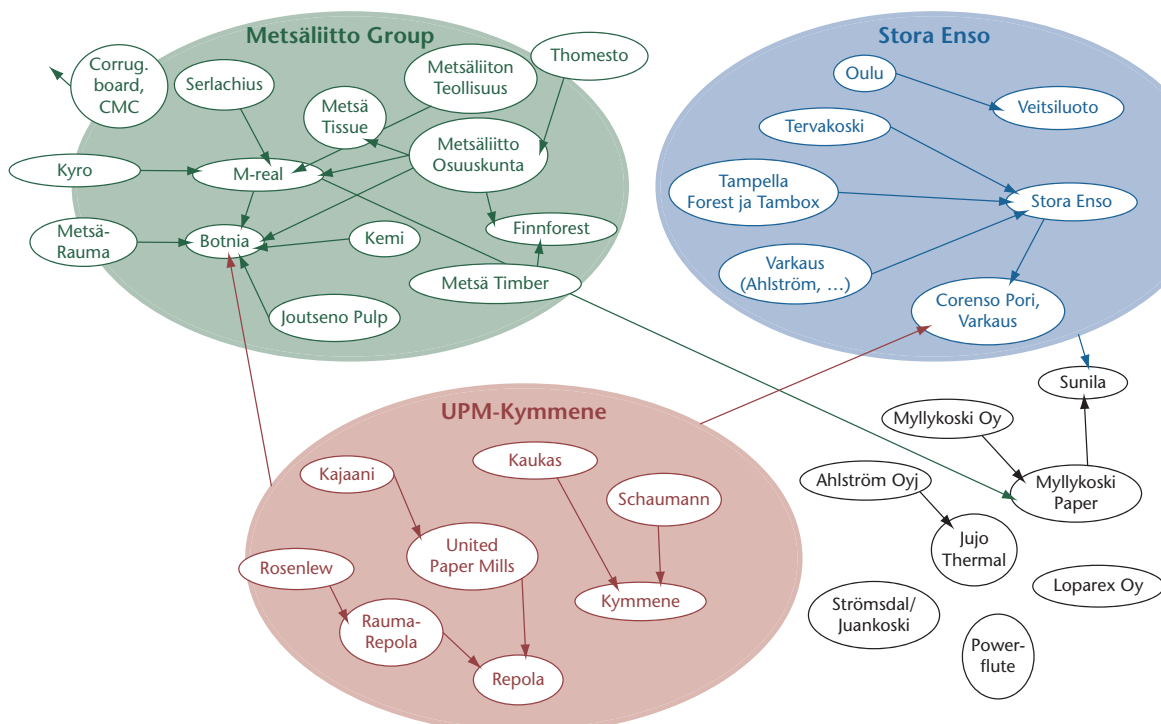 Metsäliitto Group
Corrug.
board,
CMC
Serlachius
Metsäliiton
Teollisuus
Thomesto
Metsä
Tissue
Metsäliitto
Osuuskunta
Kyro
M-real
Metsä-
Rauma
Botnia
Kemi
Finnforest
Metsä Timber
Joutseno Pulp
Stora Enso
Oulu
Veitsiluoto
Tervakoski
Tampella
Forest ja Tambox
Stora Enso
Varkaus
(Ahlström, …)
Corenso Pori,
Varkaus
UPM-Kymmene
Kajaani
Kaukas
Schaumann
United
Paper Mills
Rosenlew
Kymmene
Rauma-
Repola
Repola
Sunila
Myllykoski Oy
Ahlström Oyj
Myllykoski
Paper
Jujo
Thermal
Loparex Oy
Strömsdal/
Juankoski
Power-
flute